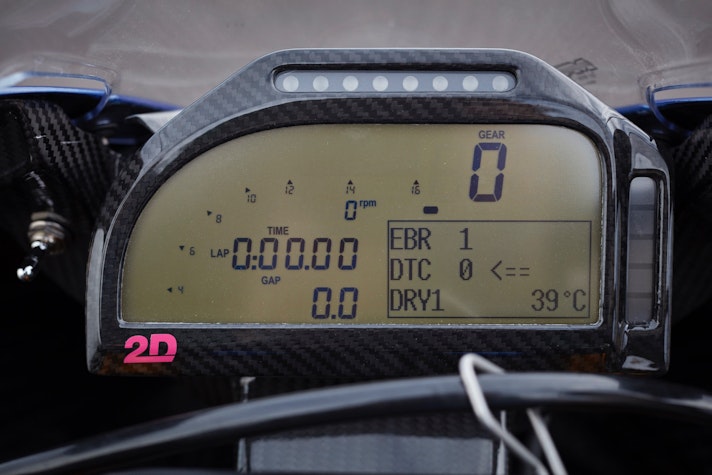 GEAR
0
10 12 14 16
8
0 rpm
TIME
6
LAP 0:00.00
GAP
4
0.0
EBR 1
DTC 0 <==
DRY1 39°C
2D